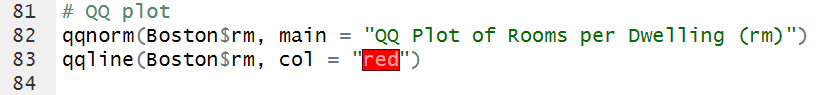 81 # QQ plot
82 qqnorm(Boston$rm, main = "QQ Plot of Rooms per Dwelling (rm)")
83 qqline(Boston$rm, col = "red")
84